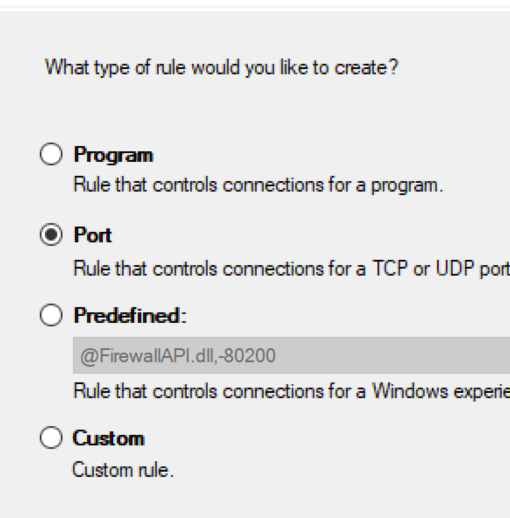 What type of rule would you like to create?
Program
Rule that controls connections for a program.
Port
Rule that controls connections for a TCP or UDP port
Predefined:
@FirewallAPI.dll,-80200
Rule that controls connections for a Windows
Custom
Custom rule.